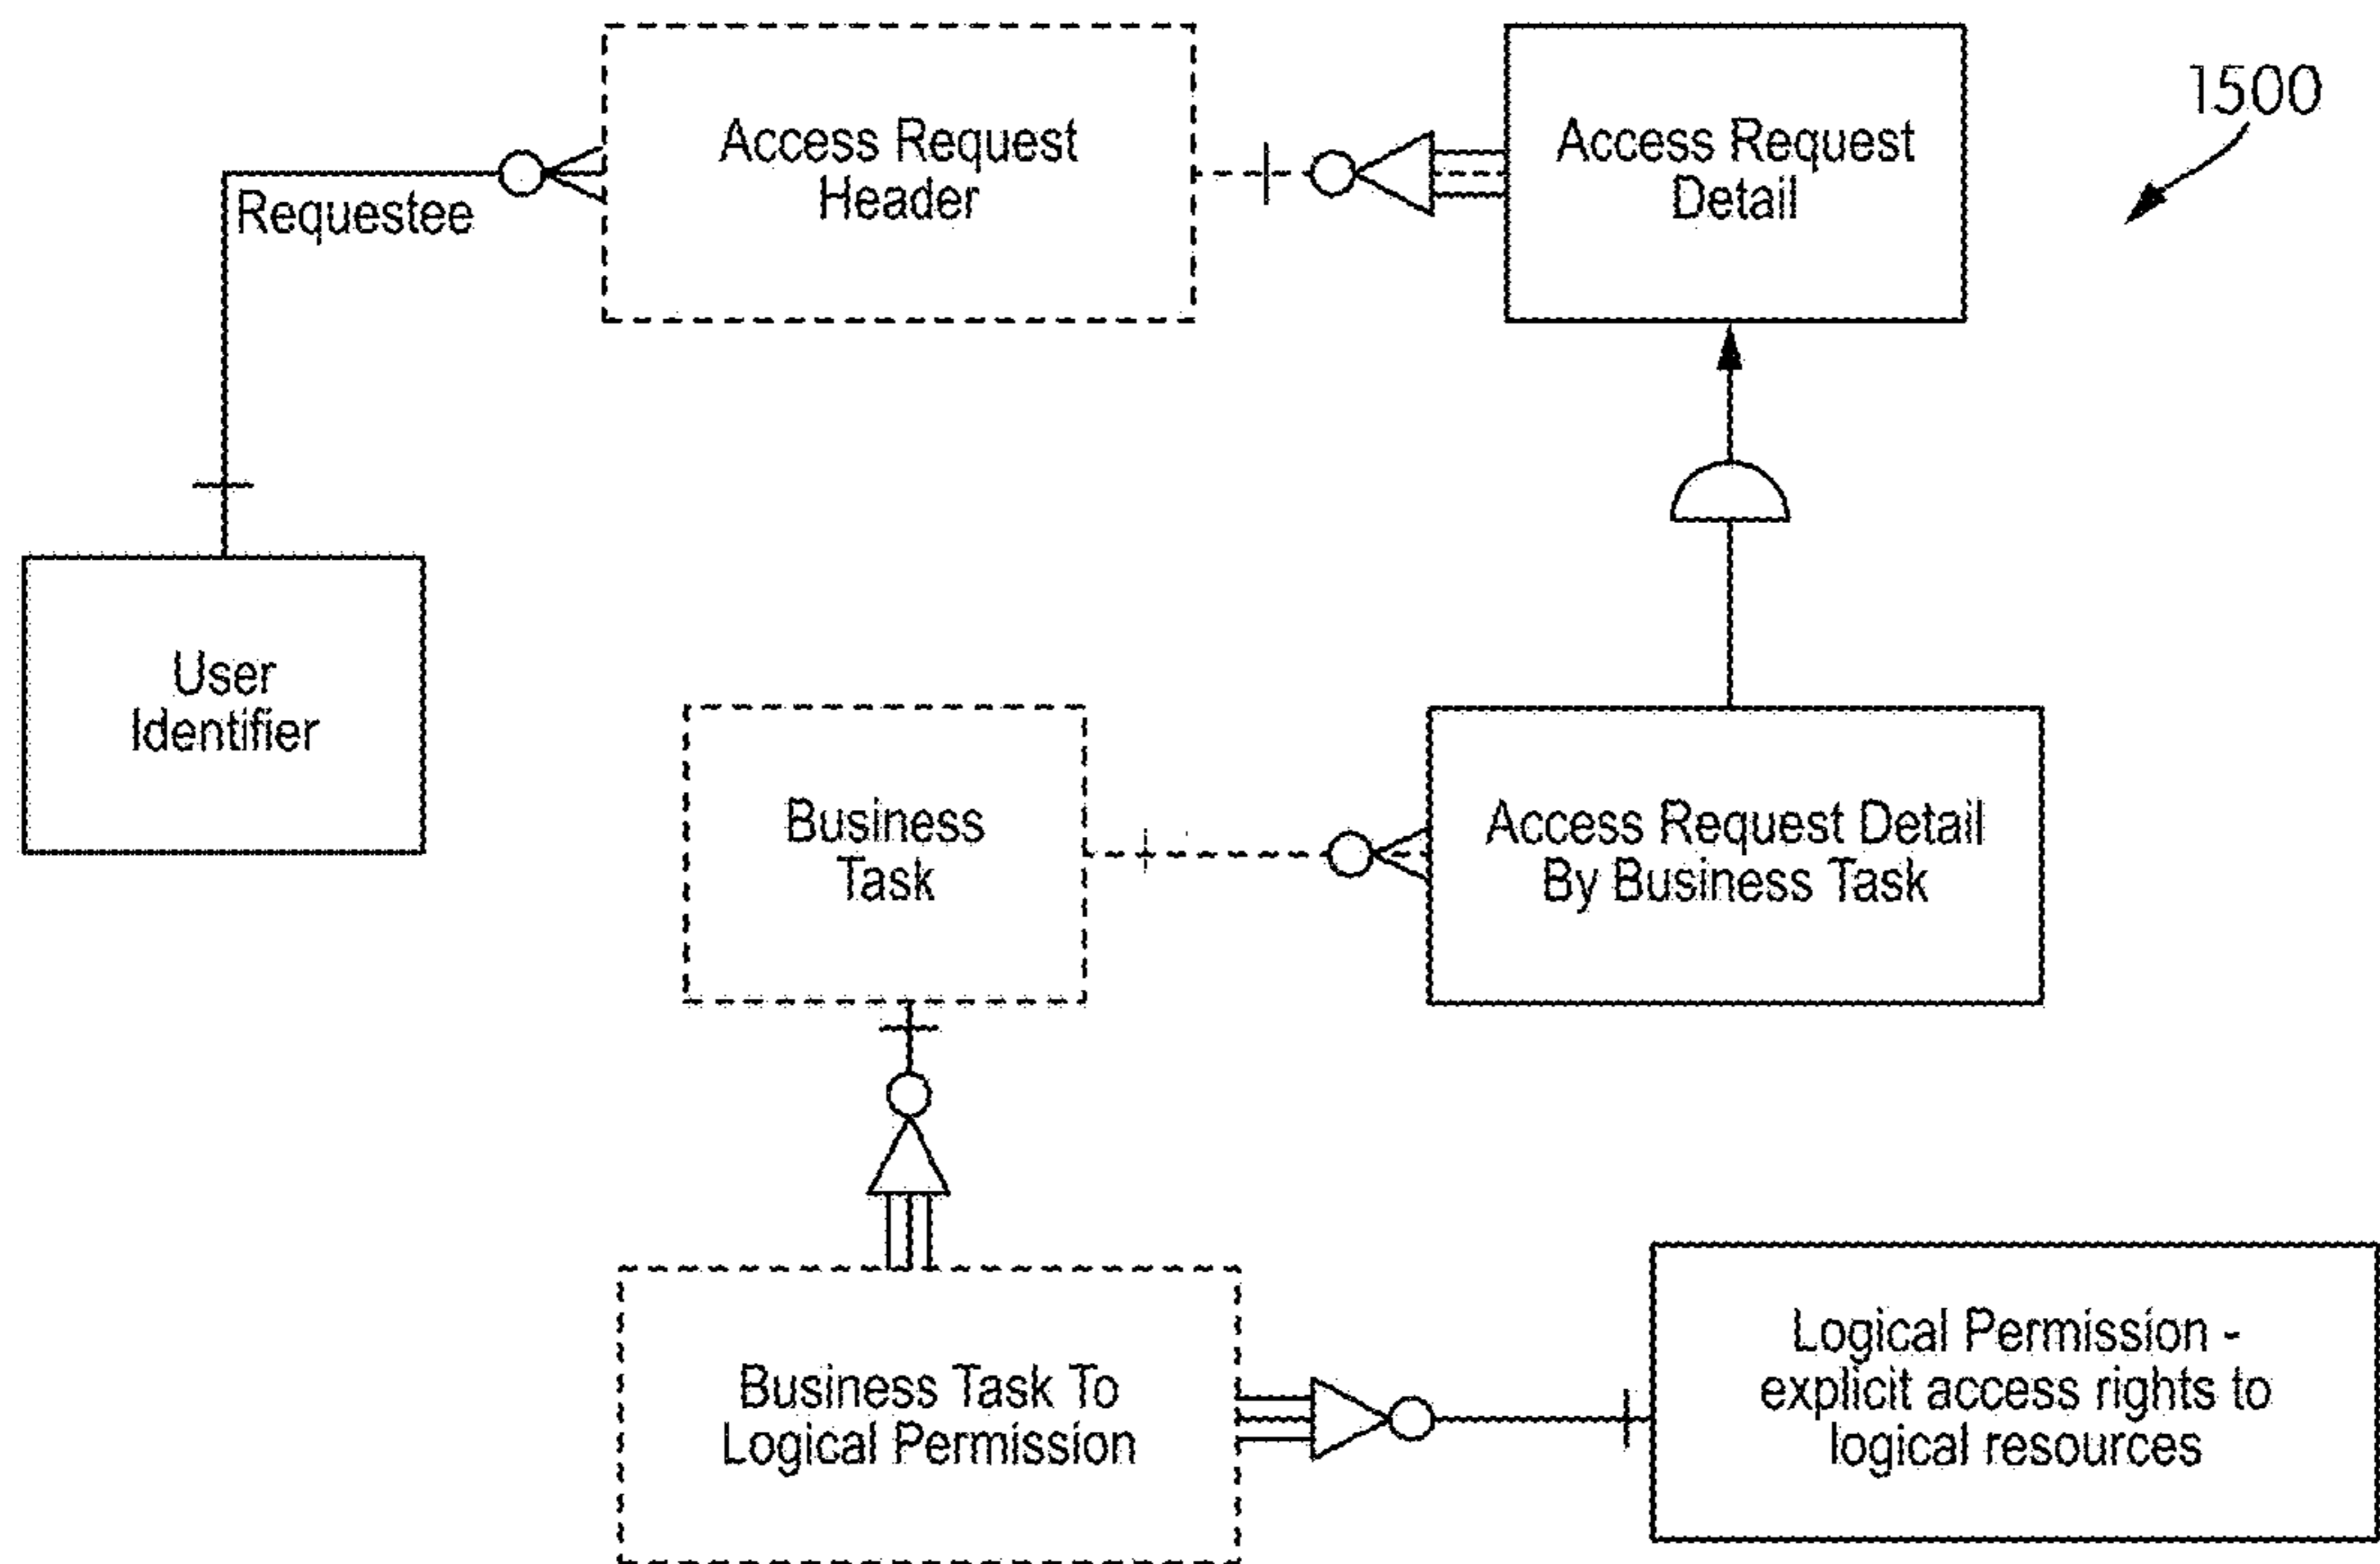 Access Request
Header
Access Request
Detail
1500
Requestee
User
Identifier
Business
Task
Access Request Detail
By Business Task
Business Task To
Logical Permission
Logical Permission -
explicit access rights to
logical resources